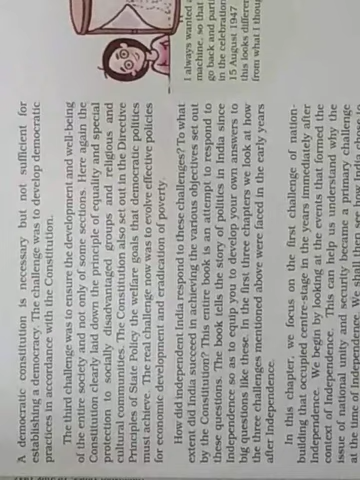 A democratic constitution is necessary but not sufficient for
establishing a democracy. The challenge was to develop democratic
practices in accordance with the Constitution.
The third challenge was to ensure the development and well-being
of the entire society and not only of some sections. Here again the
Constitution clearly laid down the principle of equality and special
protection to socially disadvantaged groups and religious and
cultural communities. The Constitution also set out in the Directive
Principles of State Policy the welfare goals that democratic politics
must achieve. The real challenge now was to evolve effective policies
for economic development and eradication of poverty.
How did independent India respond to these challenges? To what
extent did India succeed in achieving the various objectives set out
by the Constitution? This entire book is an attempt to respond to
these questions. The book tells the story of politics in India since
Independence so as to equip you to develop your own answers to
big questions like these. In the first three chapters we look at how
the three challenges mentioned above were faced in the early years
after Independence.
In this chapter, we focus on the first challenge of nation-
building that occupied centre-stage in the years immediately after
Independence. We begin by looking at the events that formed the
context of Independence. This can help us understand why the
issue of national unity and security became a primary challenge
at the time of Independence. We shall then see how India chose to
I always wanted a
machine, so that
go back and parti
in the celebration
15 August 1947
this looks differen
from what I thoug